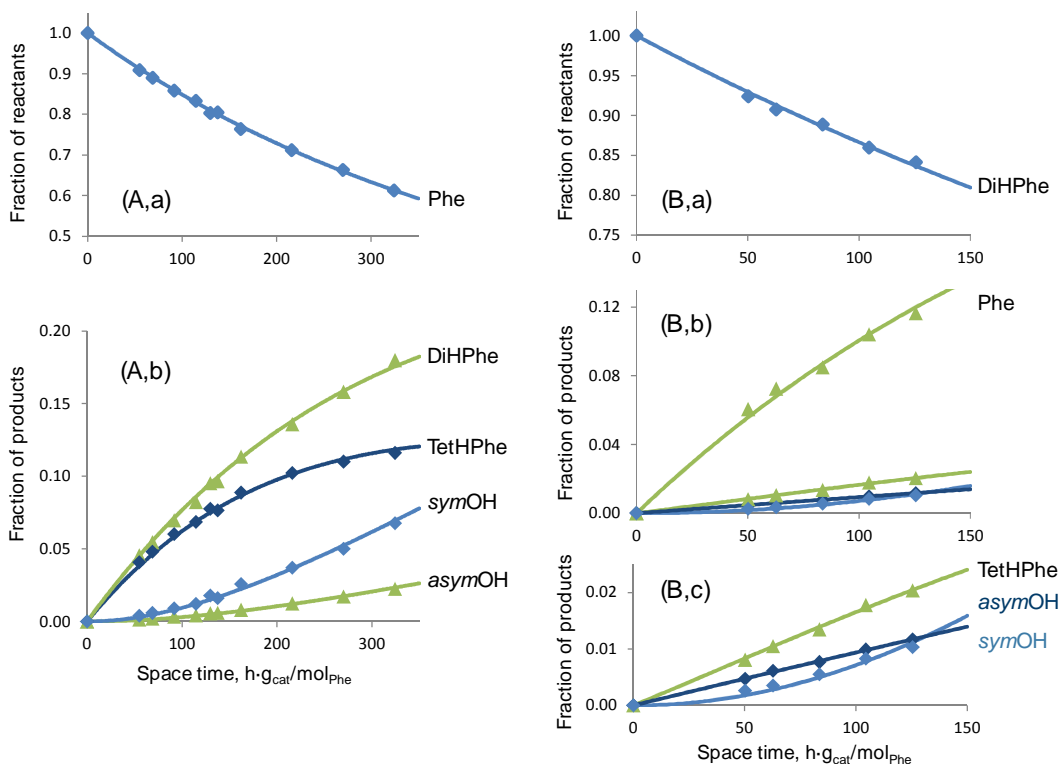 Fraction of reactants
1.0
0.9
0.8
0.7
0.6
0.5
0 100 200 300
(A,a)
Phe
Fraction of reactants
1.00
0.95
0.90
0.85
0.80
0.75
0 50 100 150
(B,a)
DiHPhe
Fraction of products
0.20
0.15
0.10
0.05
0.00
0 100 200 300
(A,b)
DiHPhe
TetHPhe
symOH
asymOH
Space time, h·gcat/molPhe
Fraction of products
0.12
0.08
0.04
0.00
0 50 100 150
(B,b)
Phe
Fraction of products
0.02
0.01
0.00
0 50 100 150
(B,c)
TetHPhe
asymOH
symOH
Space time, h·gcat/molPhe